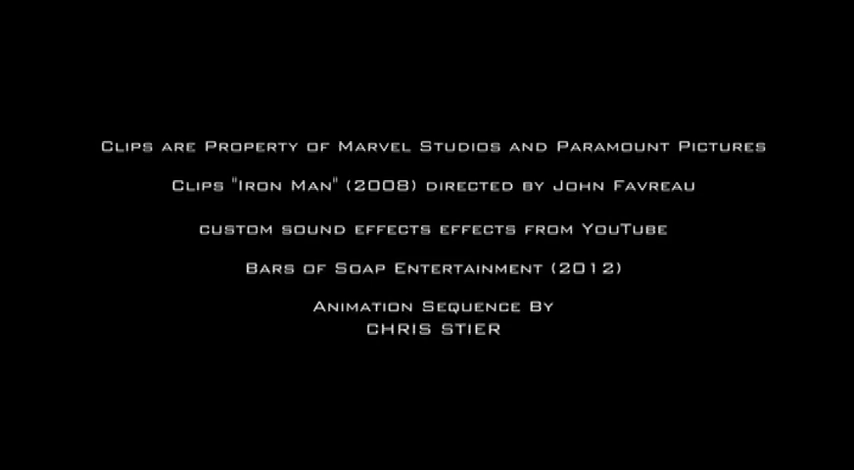 Clips are Property of Marvel Studios and Paramount Pictures
Clips "Iron Man" (2008) directed by John Favreau
custom sound effects effects from YouTube
Bars of Soap Entertainment (2012)
Animation Sequence By
CHRIS STIER